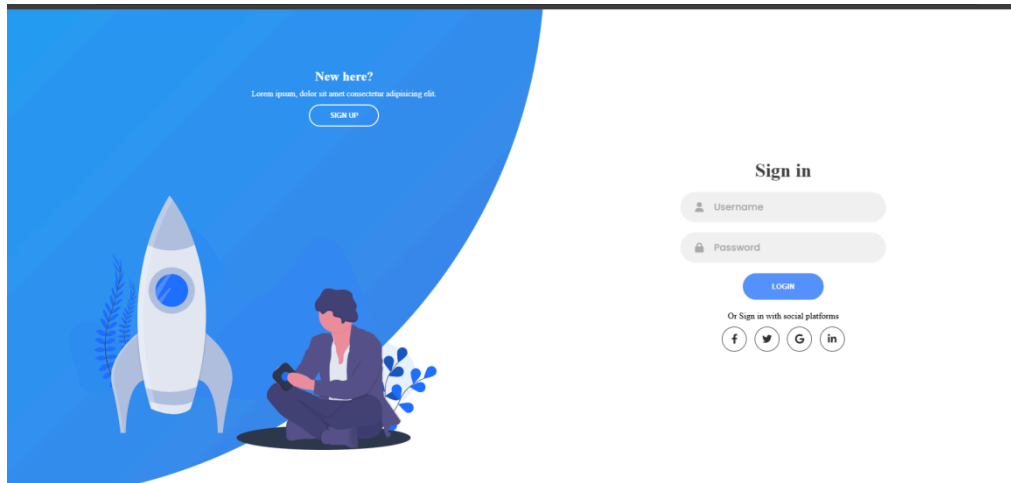 New here?
Lorem ipsum, dolor sit amet consectetur adipisicing elit.
SIGN UP
Sign in
Username
Password
LOGIN
Or Sign in with social platforms
f
G
in